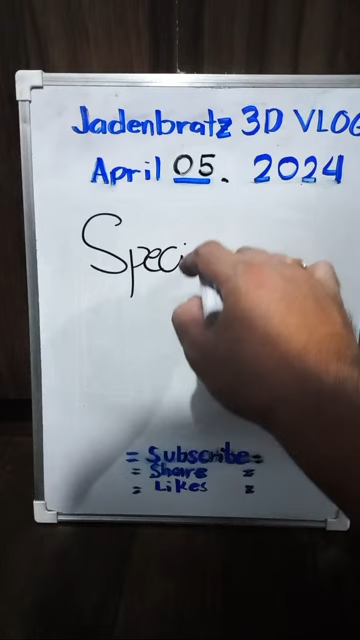 Jadenbratz 3D VLOG
April 05. 2024
Speci
= Subscribe=
= Share =
= Likes =